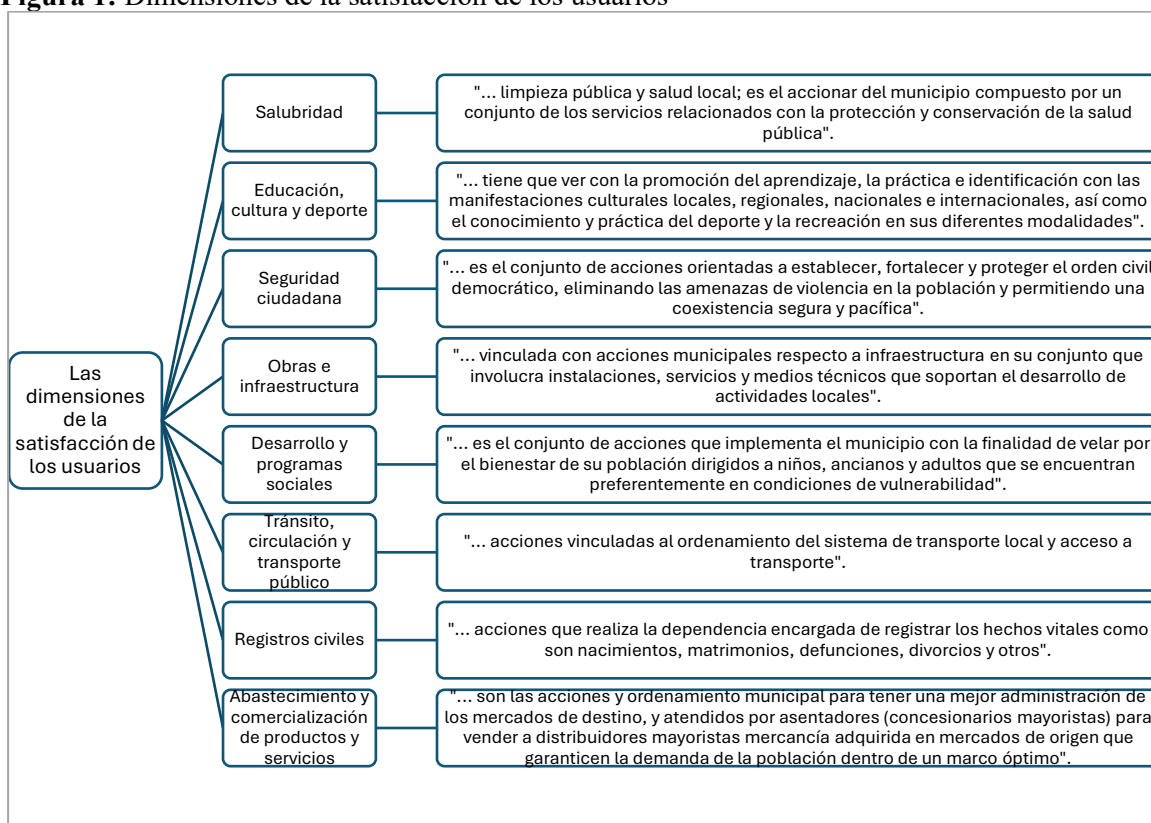 Figura 1. Dimensiones de la satisfacción de los usuarios
Las
dimensiones
de la
satisfacción de
los usuarios
Salubridad
"... limpieza pública y salud local; es el accionar del municipio compuesto por un
conjunto de los servicios relacionados con la protección y conservación de la salud
pública".
Educación,
cultura y deporte
"... tiene que ver con la promoción del aprendizaje, la práctica e identificación con las
manifestaciones culturales locales, regionales, nacionales e internacionales, así como
el conocimiento y práctica del deporte y la recreación en sus diferentes modalidades".
Seguridad
ciudadana
"... es el conjunto de acciones orientadas a establecer, fortalecer y proteger el orden civil
democrático, eliminando las amenazas de violencia en la población y permitiendo una
coexistencia segura y pacífica".
Obras e
infraestructura
"... vinculada con acciones municipales respecto a infraestructura en su conjunto que
involucra instalaciones, servicios y medios técnicos que soportan el desarrollo de
actividades locales".
Desarrollo y
programas
sociales
"... es el conjunto de acciones que implementa el municipio con la finalidad de velar por
el bienestar de su población dirigidos a niños, ancianos y adultos que se encuentran
preferentemente en condiciones de vulnerabilidad".
Tránsito,
circulación y
transporte
público
"... acciones vinculadas al ordenamiento del sistema de transporte local y acceso a
transporte".
Registros civiles
"... acciones que realiza la dependencia encargada de registrar los hechos vitales como
son nacimientos, matrimonios, defunciones, divorcios y otros".
Abastecimiento y
comercialización
de productos y
servicios
"... son las acciones y ordenamiento municipal para tener una mejor administración de
los mercados de destino, y atendidos por asentadores (concesionarios mayoristas) para
vender a distribuidores mayoristas mercancía adquirida en mercados de origen que
garanticen la demanda de la población dentro de un marco óptimo".